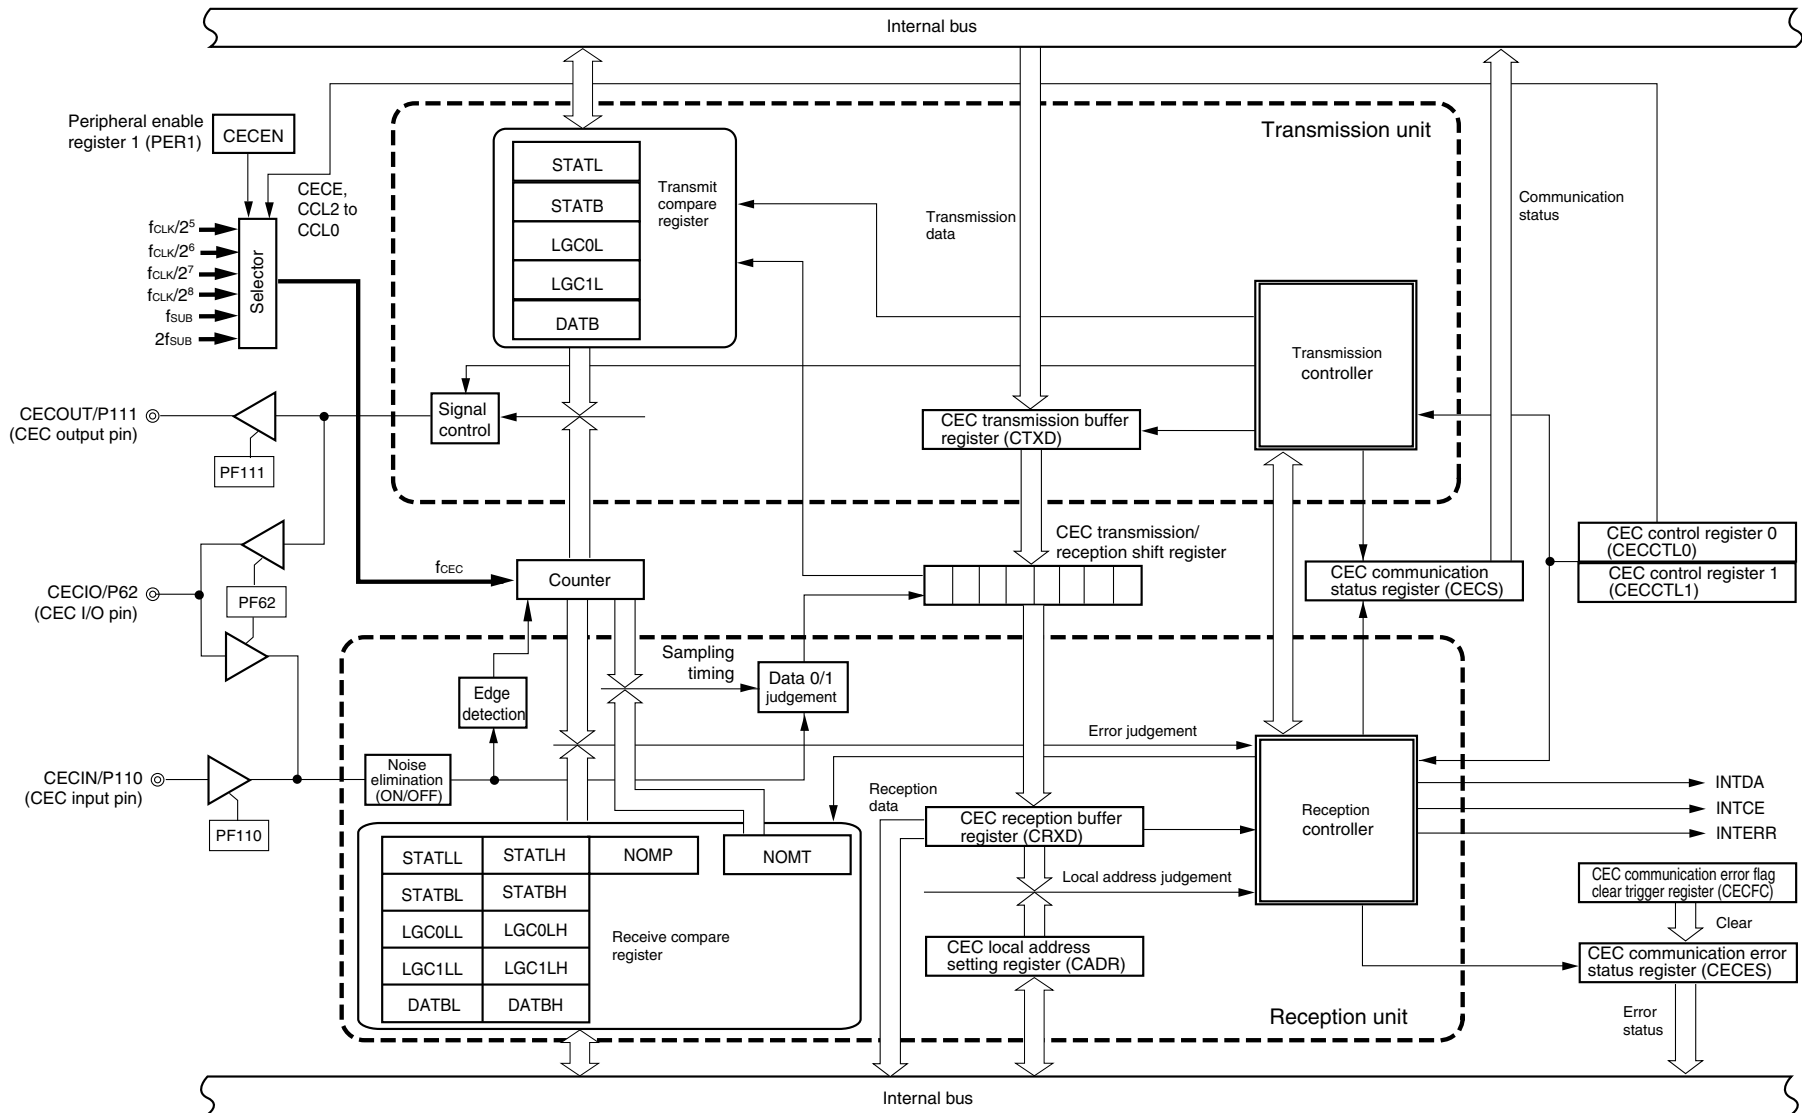 Internal bus
Transmission unit
Peripheral enable
register 1 (PER1)
CECEN
CECE,
CCL2 to
CCL0
fCLK/2⁵
fCLK/2⁶
fCLK/2⁷
fCLK/2⁸
fSUB
2fSUB
Selector
STATL
STATB
LGC0L
LGC1L
DATB
Transmit
compare
register
Transmission
data
Communication
status
Transmission
controller
CECOUT/P111
(CEC output pin)
PF111
Signal
control
CEC transmission buffer
register (CTXD)
CEC transmission/
reception shift register
CECIO/P62
(CEC I/O pin)
PF62
fCEC
Counter
CEC communication
status register (CECS)
CEC control register 0
(CECCTL0)
CEC control register 1
(CECCTL1)
Sampling
timing
Edge
detection
Data 0/1
judgement
Error judgement
CECIN/P110
(CEC input pin)
PF110
Noise
elimination
(ON/OFF)
Reception
data
CEC reception buffer
register (CRXD)
Reception
controller
INTDA
INTCE
INTERR
STATLL
STATLH
NOMP
NOMT
STATBL
STATBH
LGC0LL
LGC0LH
LGC1LL
LGC1LH
DATBL
DATBH
Receive compare
register
Local address judgement
CEC local address
setting register (CADR)
CEC communication error flag
clear trigger register (CECFC)
Clear
CEC communication error
status register (CECES)
Error
status
Reception unit
Internal bus